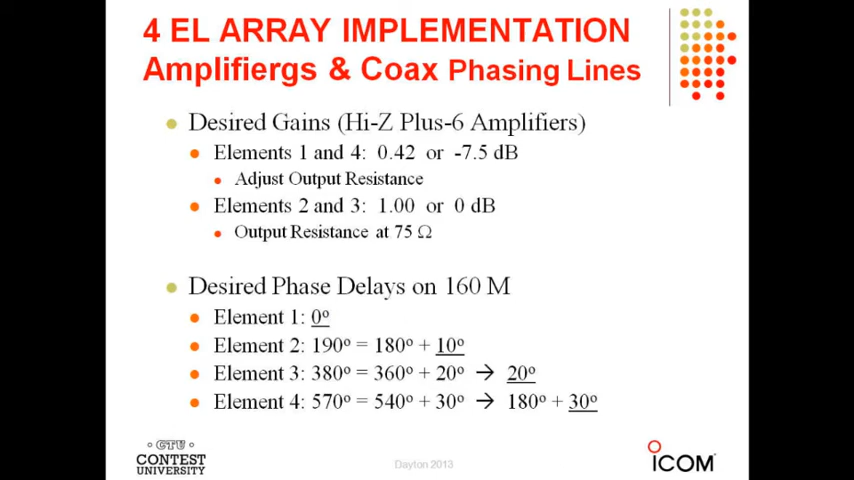 4 EL ARRAY IMPLEMENTATION
Amplifiergs & Coax Phasing Lines
Desired Gains (Hi-Z Plus-6 Amplifiers)
Elements 1 and 4: 0.42 or -7.5 dB
Adjust Output Resistance
Elements 2 and 3: 1.00 or 0 dB
Output Resistance at 75 Ω
Desired Phase Delays on 160 M
Element 1: 0º
Element 2: 190º = 180º + 10º
Element 3: 380º = 360º + 20º → 20º
Element 4: 570º = 540º + 30º → 180º + 30º
CTU
CONTEST
UNIVERSITY
Dayton 2013
ICOM